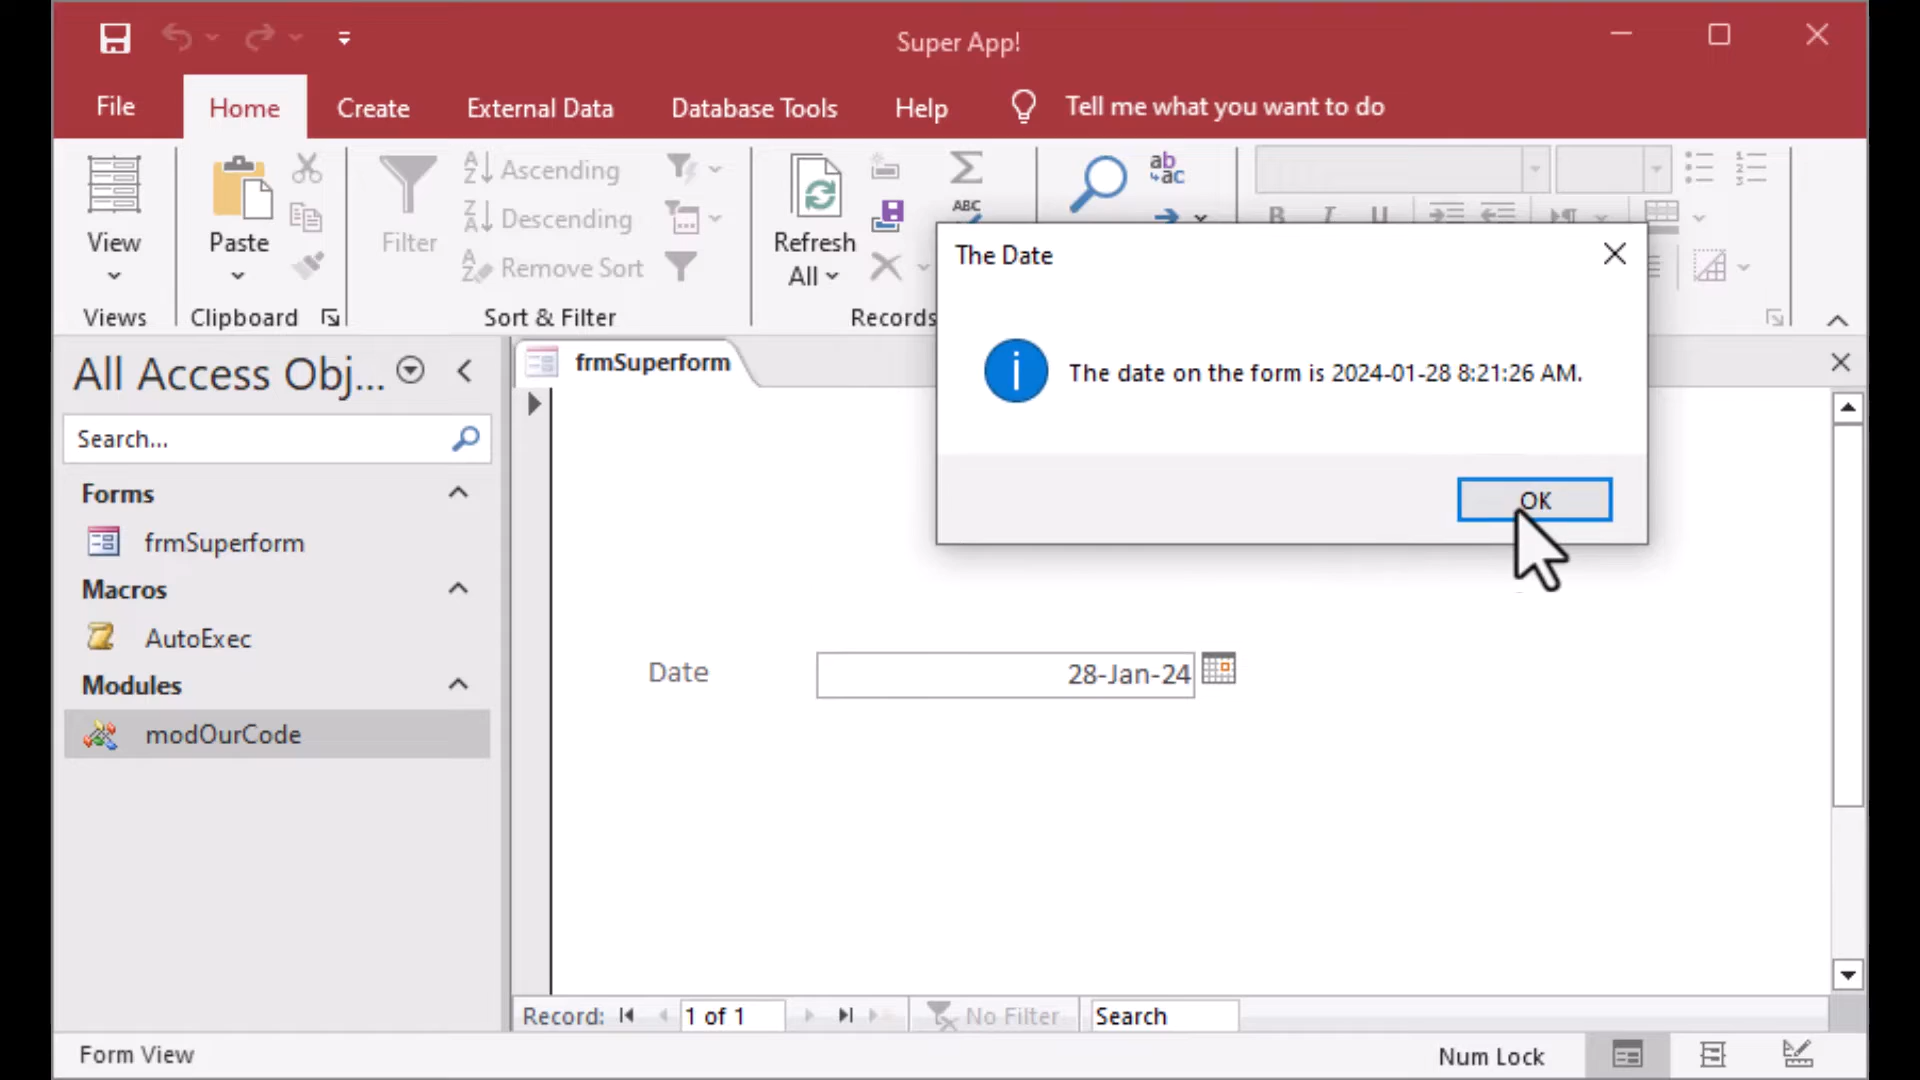 Super App!
File
Home
Create
External Data
Database Tools
Help
Tell me what you want to do
View
Views
Paste
Clipboard
Filter
Ascending
Descending
Remove Sort
Sort & Filter
Refresh
All
Records
ABC
ab
ac
B I U
The Date
The date on the form is 2024-01-28 8:21:26 AM.
OK
All Access Obj...
Search...
Forms
frmSuperform
Macros
AutoExec
Modules
modOurCode
frmSuperform
Date
28-Jan-24
Record:
1 of 1
No Filter
Search
Form View
Num Lock